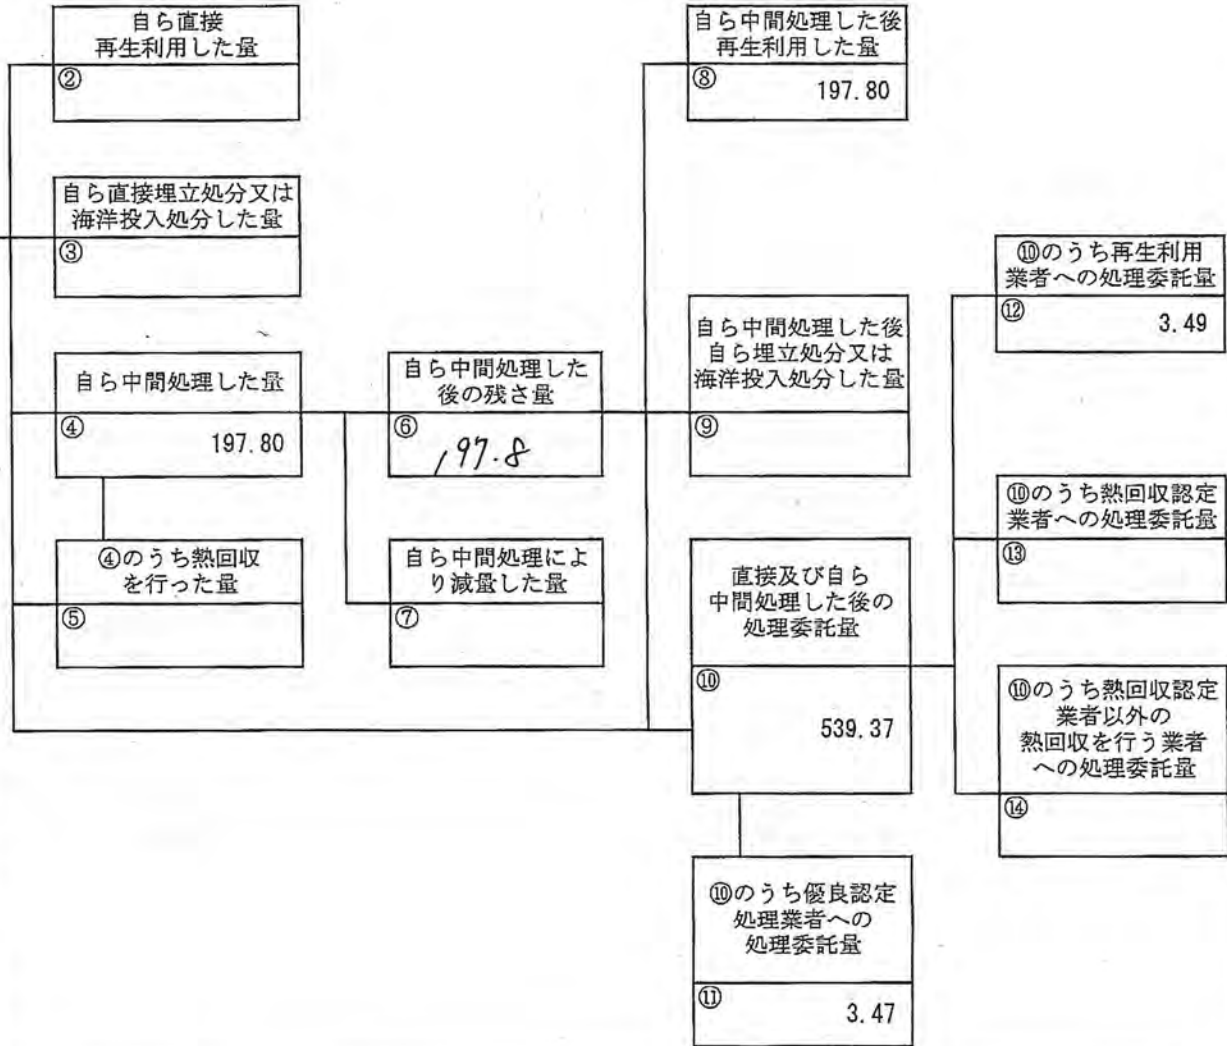 自ら直接
再生利用した量
②
自ら中間処理した後
再生利用した量
⑧
197.80
自ら直接埋立処分又は
海洋投入処分した量
③
⑩のうち再生利用
業者への処理委託量
⑫
3.49
自ら中間処理した量
④
197.80
自ら中間処理した
後の残さ量
⑥
197.8
自ら中間処理した後
自ら埋立処分又は
海洋投入処分した量
⑨
⑩のうち熱回収認定
業者への処理委託量
⑬
④のうち熱回収
を行った量
⑤
自ら中間処理によ
り減量した量
⑦
直接及び自ら
中間処理した後の
処理委託量
⑩
539.37
⑩のうち熱回収認定
業者以外の
熱回収を行う業者
への処理委託量
⑭
⑩のうち優良認定
処理業者への
処理委託量
⑪
3.47